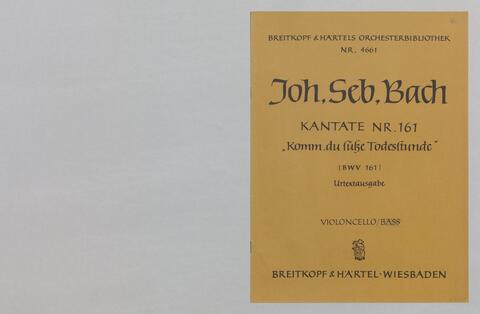 BREITKOPF & HÄRTELS ORCHESTERBIBLIOTHEK
NR. 4661
Joh. Seb. Bach
KANTATE NR. 161
„Komm, du süße Todesstunde“
(BWV 161)
Urtextausgabe
VIOLONCELLO/BASS
BREITKOPF & HÄRTEL · WIESBADEN